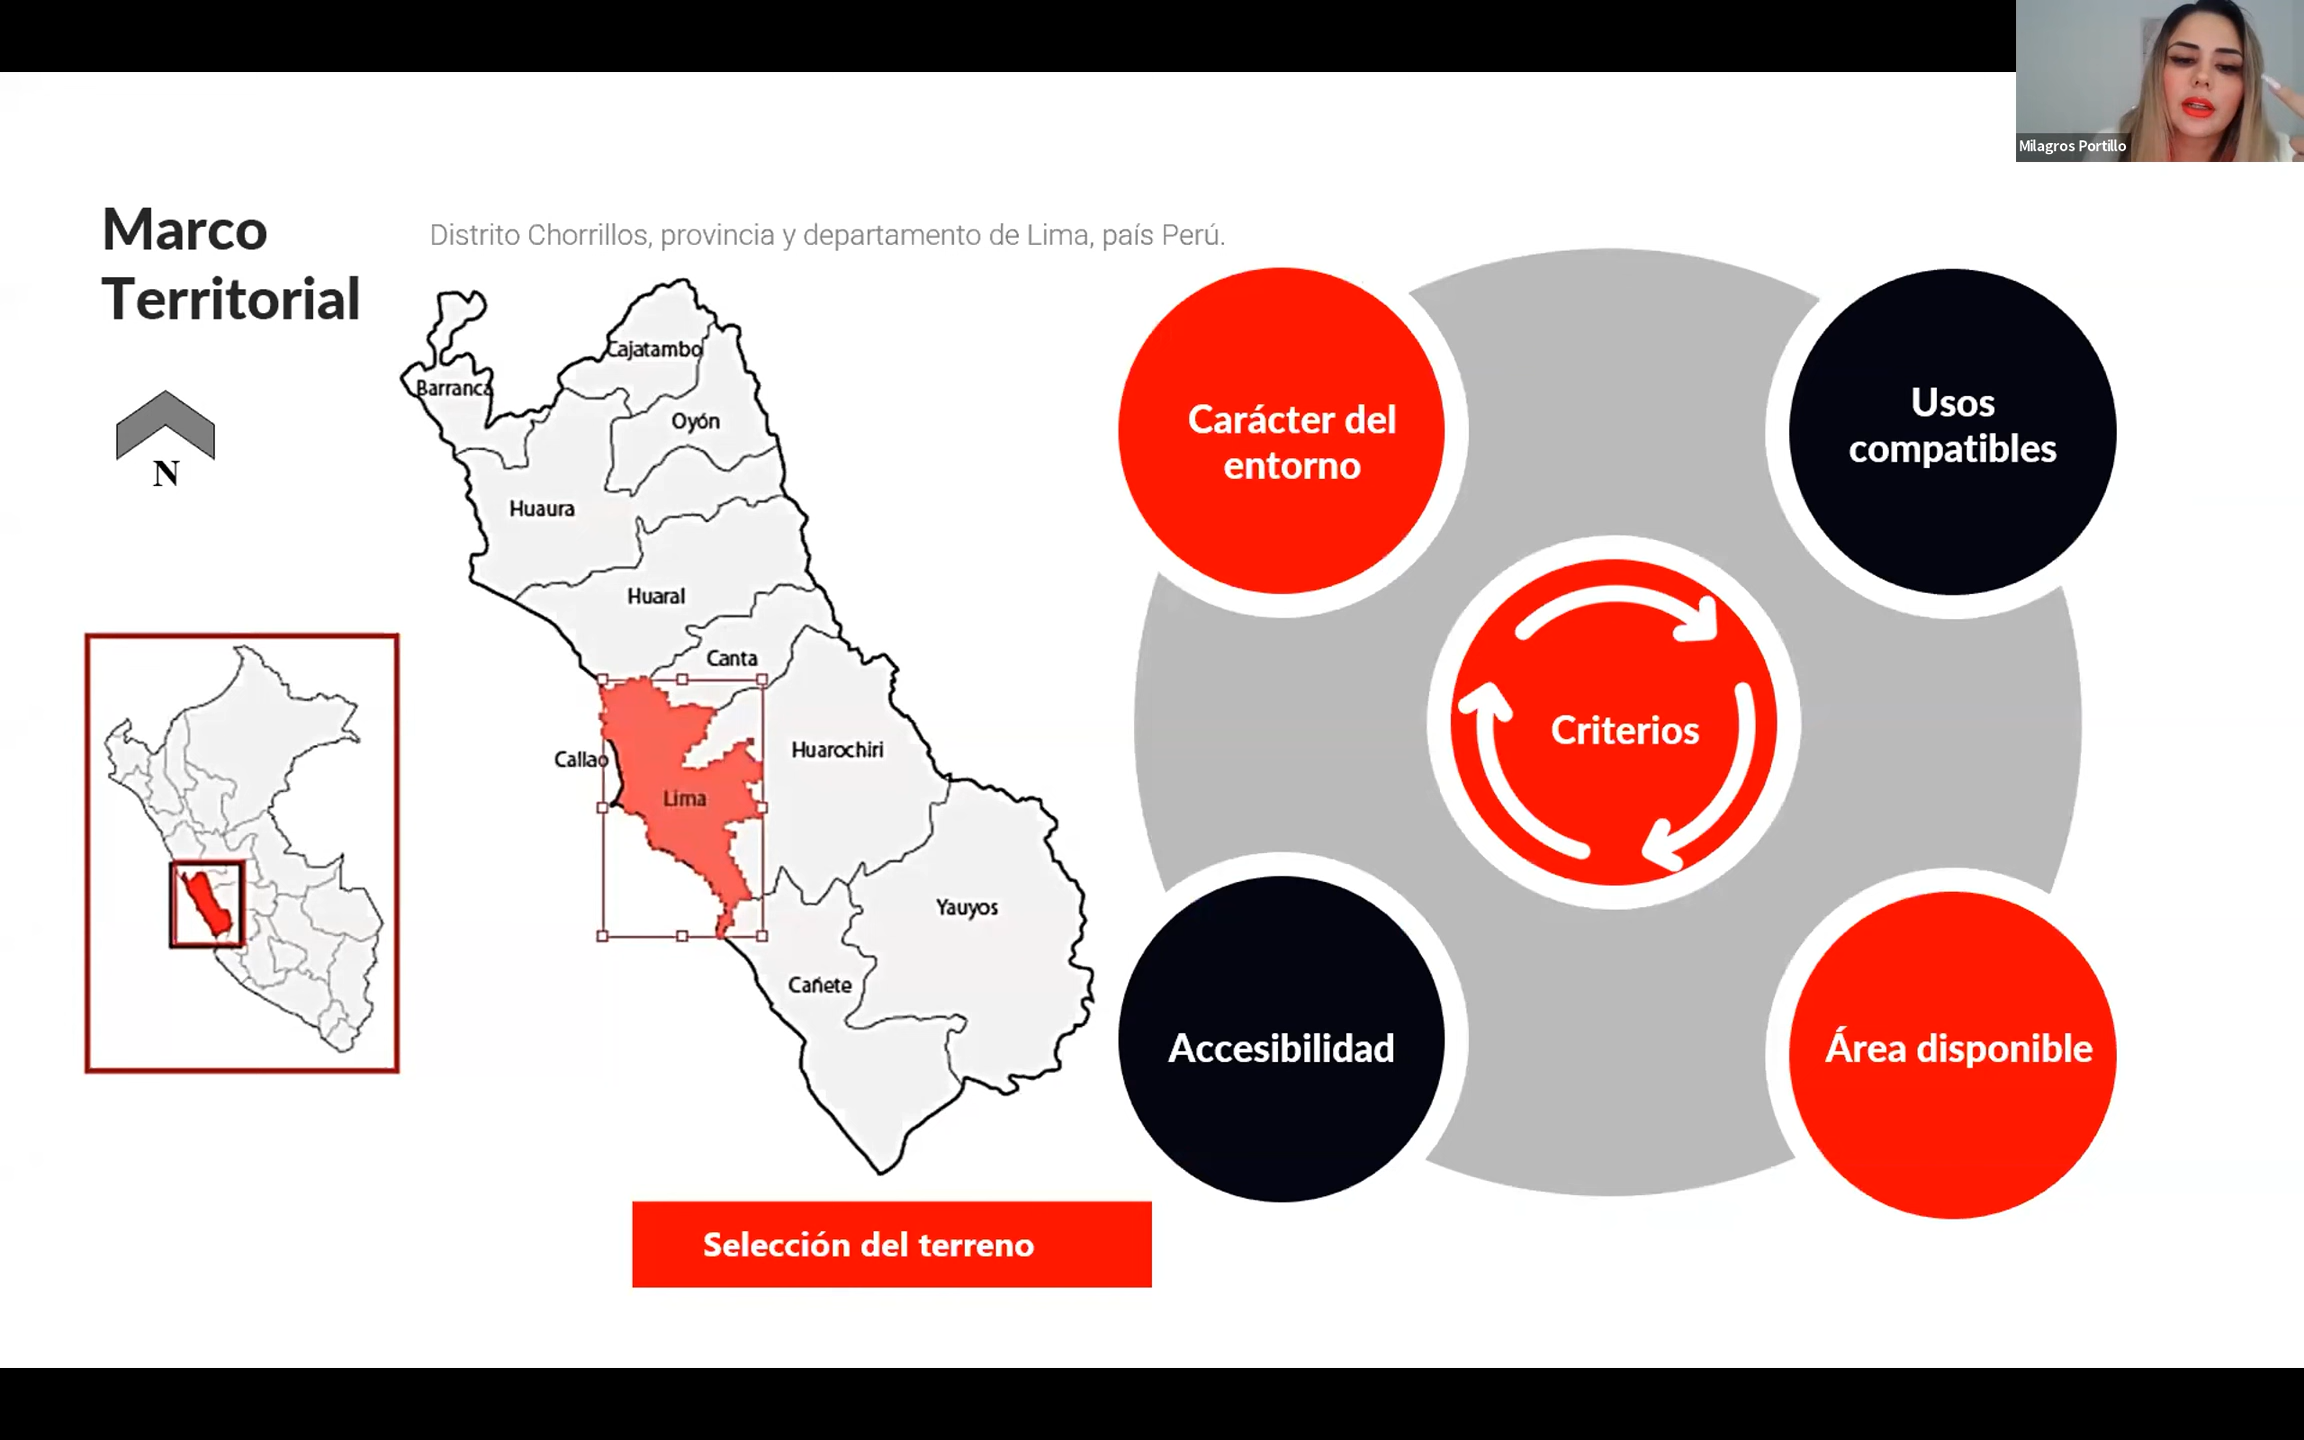 Milagros Portillo
Marco
Territorial
Distrito Chorrillos, provincia y departamento de Lima, país Perú.
N
Cajatambo
Barranca
Oyón
Huaura
Huaral
Canta
Callao
Lima
Huarochiri
Yauyos
Cañete
Carácter del
entorno
Usos
compatibles
Criterios
Accesibilidad
Área disponible
Selección del terreno